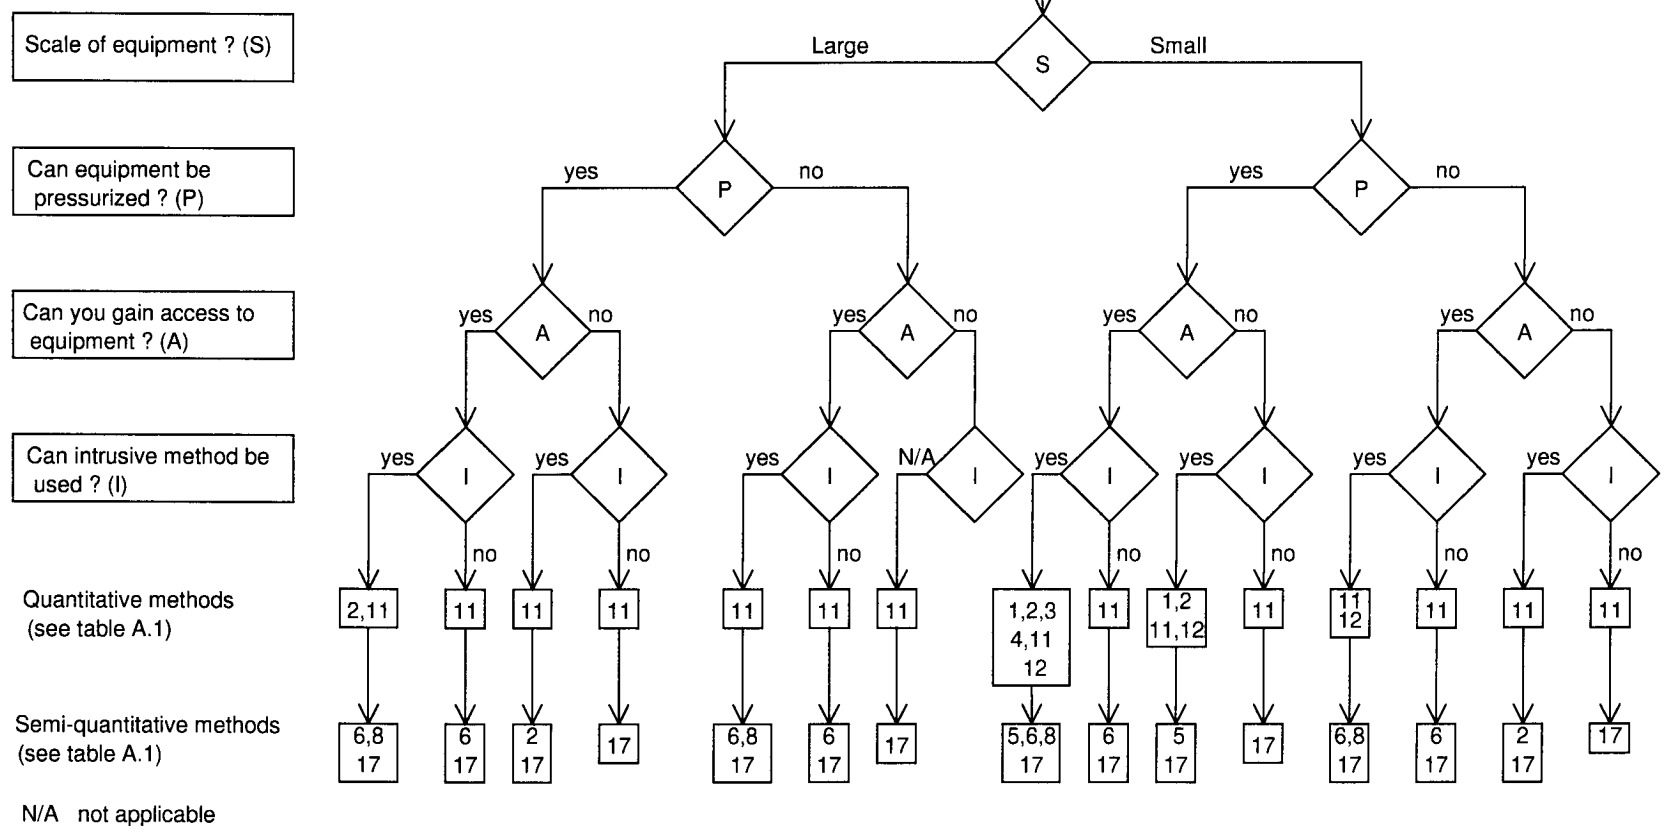 Scale of equipment ? (S)
Large
Small
S
Can equipment be
pressurized ? (P)
yes
P
no
yes
P
no
Can you gain access to
equipment ? (A)
yes
A
no
yes
A
no
yes
A
no
yes
A
no
Can intrusive method be
used ? (I)
yes
I
no
yes
I
no
yes
I
no
N/A
I
yes
I
no
yes
I
no
yes
I
no
yes
I
no
Quantitative methods
(see table A.1)
2,11
11
11
11
11
11
11
1,2,3
4,11
12
11
1,2
11,12
11
11
12
11
11
11
Semi-quantitative methods
(see table A.1)
6,8
17
6
17
2
17
17
6,8
17
6
17
17
5,6,8
17
6
17
5
17
17
6,8
17
6
17
2
17
17
N/A not applicable